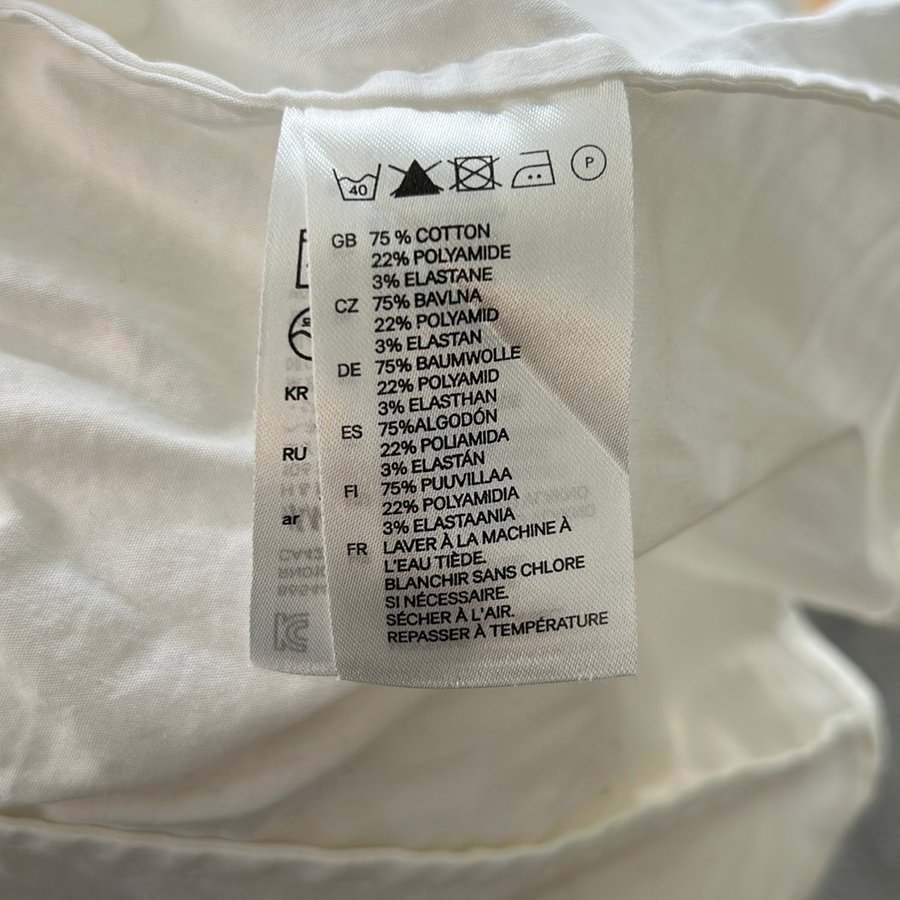 40
P
GB 75 % COTTON
22% POLYAMIDE
3% ELASTANE
CZ 75% BAVLNA
22% POLYAMID
3% ELASTAN
DE 75% BAUMWOLLE
22% POLYAMID
3% ELASTHAN
ES 75%ALGODÓN
22% POLIAMIDA
3% ELASTÁN
FI 75% PUUVILLAA
22% POLYAMIDIA
3% ELASTAANIA
FR LAVER À LA MACHINE À
L'EAU TIÈDE.
BLANCHIR SANS CHLORE
SI NÉCESSAIRE.
SÉCHER À L'AIR.
REPASSER À TEMPÉRATURE
KR
RU
ar